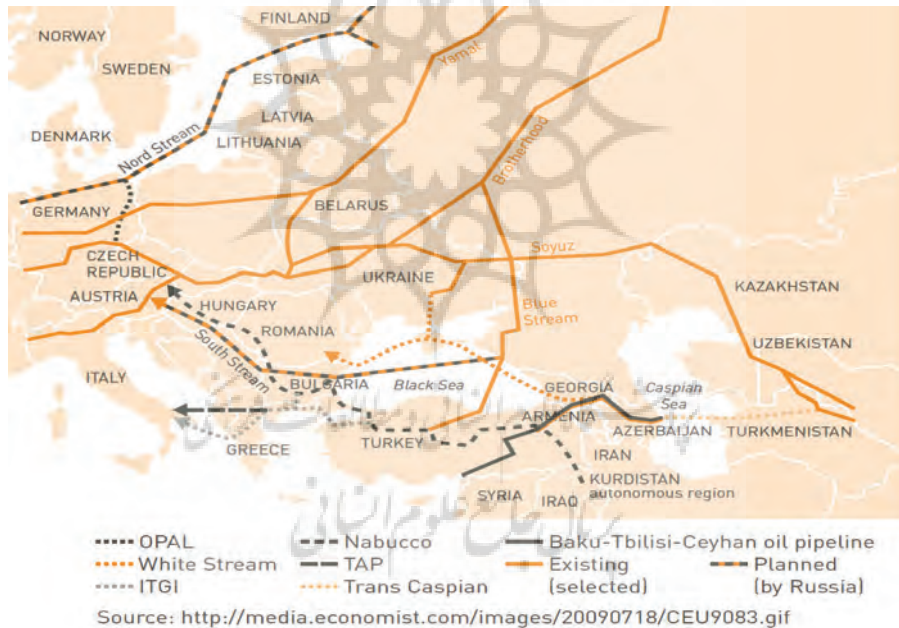 FINLAND
NORWAY
SWEDEN
ESTONIA
Yamal
LATVIA
DENMARK
LITHUANIA
Nord Stream
Brotherhood
GERMANY
BELARUS
CZECH
REPUBLIC
Soyuz
UKRAINE
KAZAKHSTAN
AUSTRIA
HUNGARY
Blue
Stream
ROMANIA
UZBEKISTAN
ITALY
South Stream
BULGARIA
Black Sea
GEORGIA
Caspian
Sea
ARMENIA
AZERBAIJAN
TURKMENISTAN
TURKEY
GREECE
IRAN
KURDISTAN
autonomous region
SYRIA
IRAQ
OPAL
Nabucco
Baku-Tbilisi-Ceyhan oil pipeline
White Stream
TAP
Existing
(selected)
Planned
(by Russia)
ITGI
Trans Caspian
Source: http://media.economist.com/images/20090718/CEU9083.gif